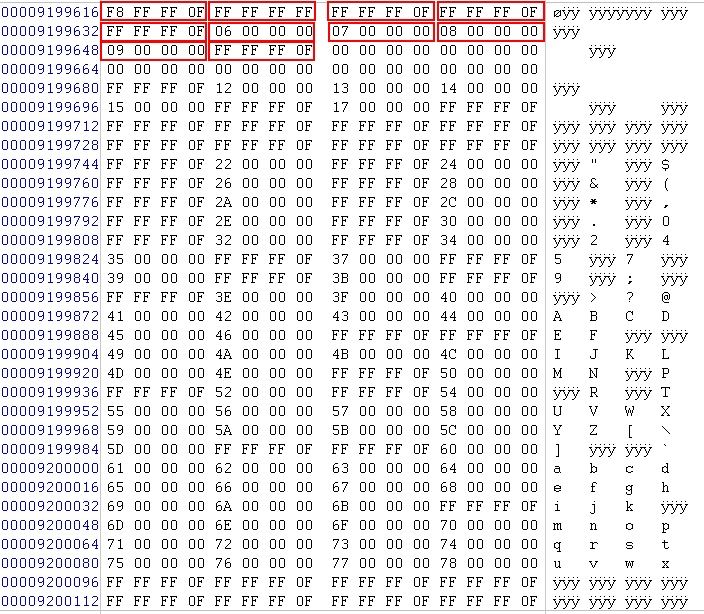 00009199616 F8 FF FF 0F FF FF FF FF FF FF FF 0F FF FF FF 0F øÿÿ ÿÿÿÿÿÿÿ ÿÿÿ
00009199632 FF FF FF 0F 06 00 00 00 07 00 00 00 08 00 00 00 ÿÿÿ
00009199648 09 00 00 00 FF FF FF 0F 00 00 00 00 00 00 00 00 ÿÿÿ
00009199664 00 00 00 00 00 00 00 00 00 00 00 00 00 00 00 00
00009199680 FF FF FF 0F 12 00 00 00 13 00 00 00 14 00 00 00 ÿÿÿ
00009199696 15 00 00 00 FF FF FF 0F 17 00 00 00 FF FF FF 0F ÿÿÿ ÿÿÿ
00009199712 FF FF FF 0F FF FF FF 0F FF FF FF 0F FF FF FF 0F ÿÿÿ ÿÿÿ ÿÿÿ ÿÿÿ
00009199728 FF FF FF 0F FF FF FF 0F FF FF FF 0F FF FF FF 0F ÿÿÿ ÿÿÿ ÿÿÿ ÿÿÿ
00009199744 FF FF FF 0F 22 00 00 00 FF FF FF 0F 24 00 00 00 ÿÿÿ " ÿÿÿ $
00009199760 FF FF FF 0F 26 00 00 00 FF FF FF 0F 28 00 00 00 ÿÿÿ & ÿÿÿ (
00009199776 FF FF FF 0F 2A 00 00 00 FF FF FF 0F 2C 00 00 00 ÿÿÿ * ÿÿÿ ,
00009199792 FF FF FF 0F 2E 00 00 00 FF FF FF 0F 30 00 00 00 ÿÿÿ . ÿÿÿ 0
00009199808 FF FF FF 0F 32 00 00 00 FF FF FF 0F 34 00 00 00 ÿÿÿ 2 ÿÿÿ 4
00009199824 35 00 00 00 FF FF FF 0F 37 00 00 00 FF FF FF 0F 5 ÿÿÿ 7 ÿÿÿ
00009199840 39 00 00 00 FF FF FF 0F 3B 00 00 00 FF FF FF 0F 9 ÿÿÿ ; ÿÿÿ
00009199856 FF FF FF 0F 3E 00 00 00 3F 00 00 00 40 00 00 00 ÿÿÿ > ? @
00009199872 41 00 00 00 42 00 00 00 43 00 00 00 44 00 00 00 A B C D
00009199888 45 00 00 00 46 00 00 00 FF FF FF 0F FF FF FF 0F E F ÿÿÿ ÿÿÿ
00009199904 49 00 00 00 4A 00 00 00 4B 00 00 00 4C 00 00 00 I J K L
00009199920 4D 00 00 00 4E 00 00 00 FF FF FF 0F 50 00 00 00 M N ÿÿÿ P
00009199936 FF FF FF 0F 52 00 00 00 FF FF FF 0F 54 00 00 00 ÿÿÿ R ÿÿÿ T
00009199952 55 00 00 00 56 00 00 00 57 00 00 00 58 00 00 00 U V W X
00009199968 59 00 00 00 5A 00 00 00 5B 00 00 00 5C 00 00 00 Y Z [ \
00009199984 5D 00 00 00 FF FF FF 0F FF FF FF 0F 60 00 00 00 ] ÿÿÿ ÿÿÿ `
00009200000 61 00 00 00 62 00 00 00 63 00 00 00 64 00 00 00 a b c d
00009200016 65 00 00 00 66 00 00 00 67 00 00 00 68 00 00 00 e f g h
00009200032 69 00 00 00 6A 00 00 00 6B 00 00 00 FF FF FF 0F i j k ÿÿÿ
00009200048 6D 00 00 00 6E 00 00 00 6F 00 00 00 70 00 00 00 m n o p
00009200064 71 00 00 00 72 00 00 00 73 00 00 00 74 00 00 00 q r s t
00009200080 75 00 00 00 76 00 00 00 77 00 00 00 78 00 00 00 u v w x
00009200096 FF FF FF 0F FF FF FF 0F FF FF FF 0F FF FF FF 0F ÿÿÿ ÿÿÿ ÿÿÿ ÿÿÿ
00009200112 FF FF FF 0F FF FF FF 0F FF FF FF 0F FF FF FF 0F ÿÿÿ ÿÿÿ ÿÿÿ ÿÿÿ